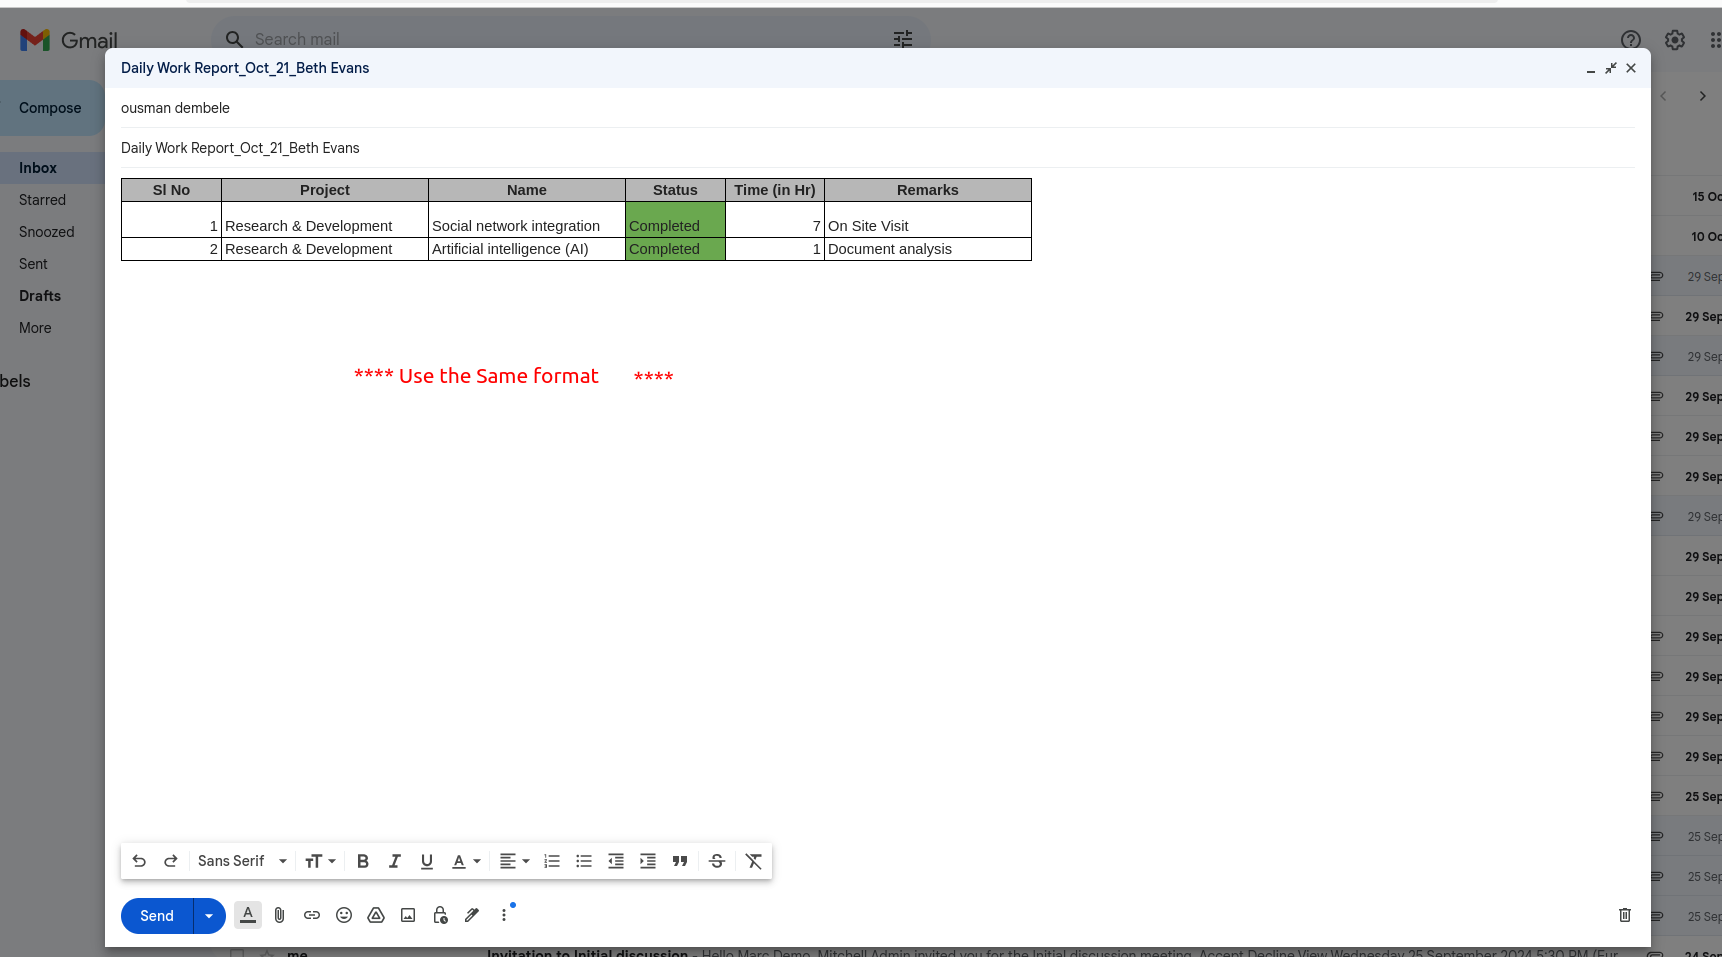 Gmail
Search mail
Daily Work Report_Oct_21_Beth Evans
Compose
ousman dembele
Daily Work Report_Oct_21_Beth Evans
Inbox
Starred
Snoozed
Sent
Drafts
More
bels
Sl No Project Name Status Time (in Hr) Remarks
1 Research & Development Social network integration Completed 7 On Site Visit
2 Research & Development Artificial intelligence (AI) Completed 1 Document analysis
**** Use the Same format ****
15 Oc
10 Oc
29 Sep
29 Sep
29 Sep
29 Sep
29 Sep
29 Sep
29 Sep
29 Sep
29 Sep
29 Sep
29 Sep
29 Sep
29 Sep
25 Sep
25 Sep
25 Sep
25 Sep
Sans Serif
Send
me Invitation to Initial discussion - Hello Marc Demo, Mitchell Admin invited you for the Initial discussion meeting. Accept Decline View Wednesday 25 September 2024 5:30 PM (Eur 24 Sep